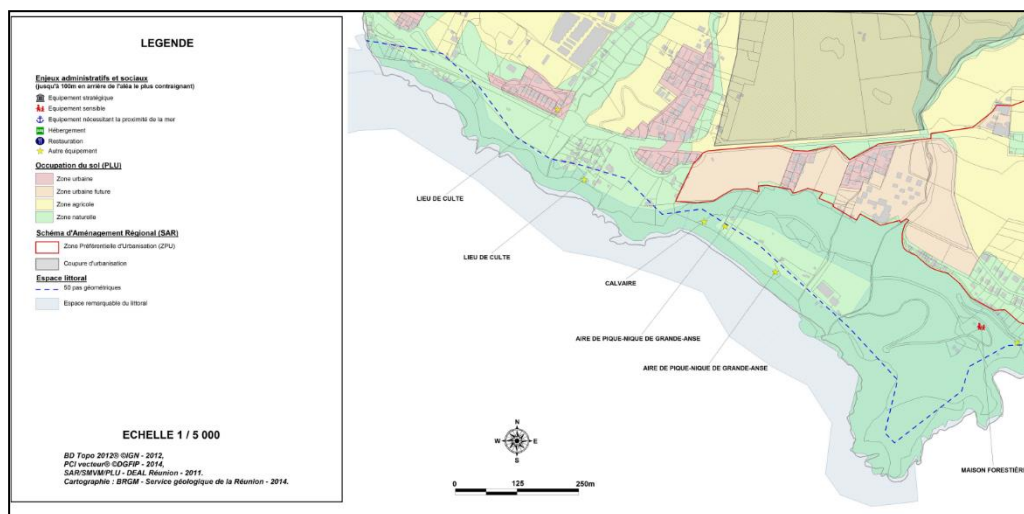 LEGENDE
Enjeux administratifs et sociaux
(jusqu'à 100m en arrière de l'aléa le plus contraignant)
Equipement stratégique
Equipement sensible
Equipement nécessitant la proximité de la mer
Hébergement
Restauration
Autre équipement
Occupation du sol (PLU)
Zone urbaine
Zone urbaine future
Zone agricole
Zone naturelle
Schéma d'Aménagement Régional (SAR)
Zone Préférentielle d'Urbanisation (ZPU)
Coupure d'urbanisation
Espace littoral
50 pas géométriques
Espace remarquable du littoral
ECHELLE 1 / 5 000
BD Topo 2012® ©IGN - 2012,
PCI vecteur® ©DGFIP - 2014,
SAR/SMVM/PLU - DEAL Réunion - 2011.
Cartographie : BRGM - Service géologique de la Réunion - 2014.
LIEU DE CULTE
LIEU DE CULTE
CALVAIRE
AIRE DE PIQUE-NIQUE DE GRANDE-ANSE
AIRE DE PIQUE-NIQUE DE GRANDE-ANSE
MAISON FORESTIÈRE
N
W E
S
0 125 250m